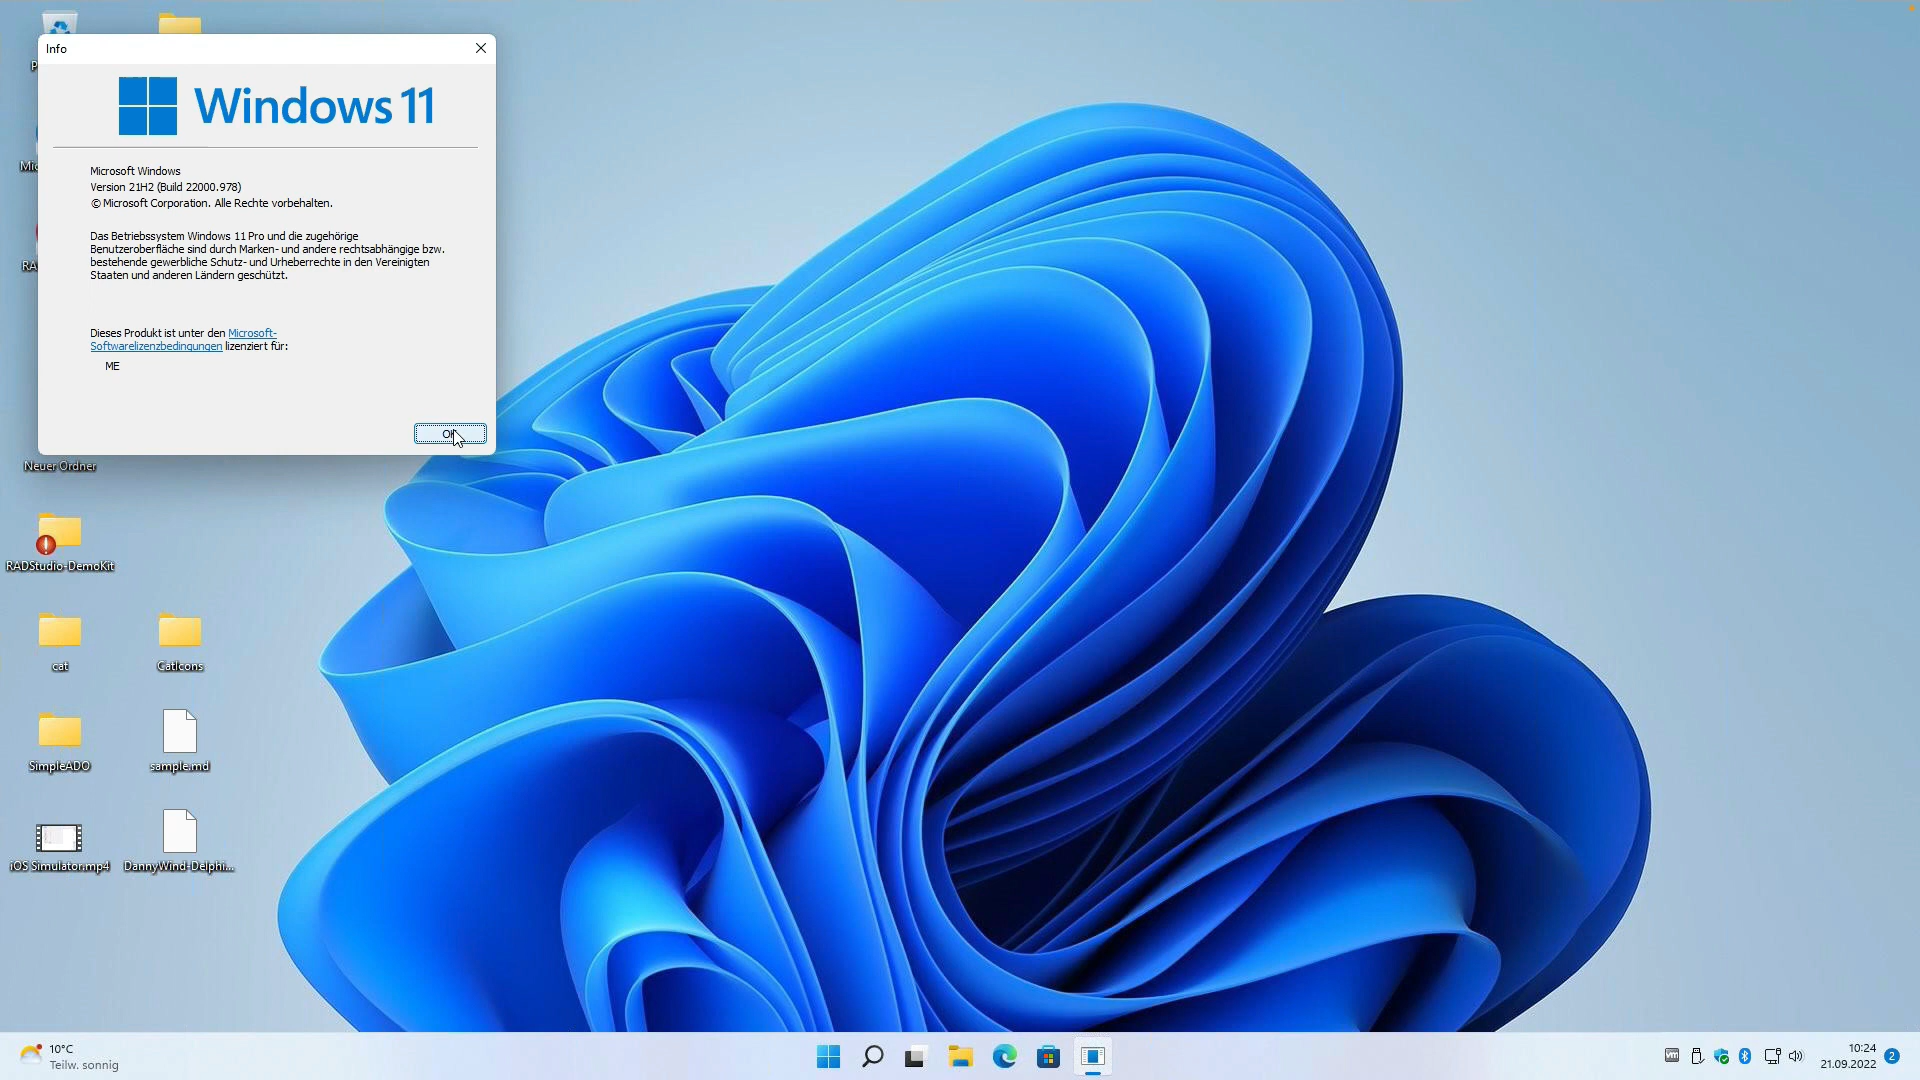 Info
Windows 11
Microsoft Windows
Version 21H2 (Build 22000.978)
© Microsoft Corporation. Alle Rechte vorbehalten.
Das Betriebssystem Windows 11 Pro und die zugehörige
Benutzeroberfläche sind durch Marken- und andere rechtsabhängige bzw.
bestehende gewerbliche Schutz- und Urheberrechte in den Vereinigten
Staaten und anderen Ländern geschützt.
Dieses Produkt ist unter den Microsoft-
Softwarelizenzbedingungen lizenziert für:
ME
Neuer Ordner
RADStudio-DemoKit
cat
CatIcons
SimpleADO
sample.md
iOS Simulator.mp4
DannyWind-Delphi...
10°C
Teilw. sonnig
vm
10:24
21.09.2022
2